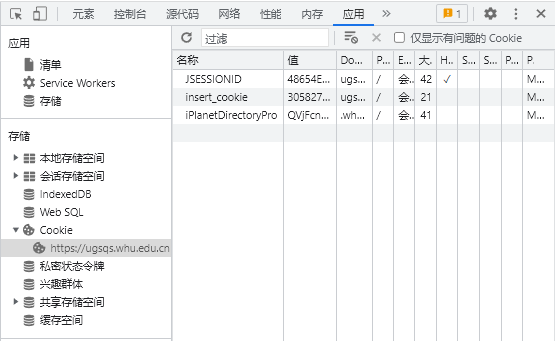 元素 控制台 源代码 网络 性能 内存 应用 1
应用
清单
Service Workers
存储
存储
本地存储空间
会话存储空间
IndexedDB
Web SQL
Cookie
https://ugsqs.whu.edu.cn
私密状态令牌
兴趣群体
共享存储空间
缓存空间
过滤 仅显示有问题的 Cookie
名称 值 Do... P... E... 大. H.. S... S... P... P.
JSESSIONID 48654E... ugs... / 会... 42 ✓ M...
insert_cookie 305827... ugs... / 会... 21 M...
iPlanetDirectoryPro QVjFcn... .wh... / 会... 41 M...